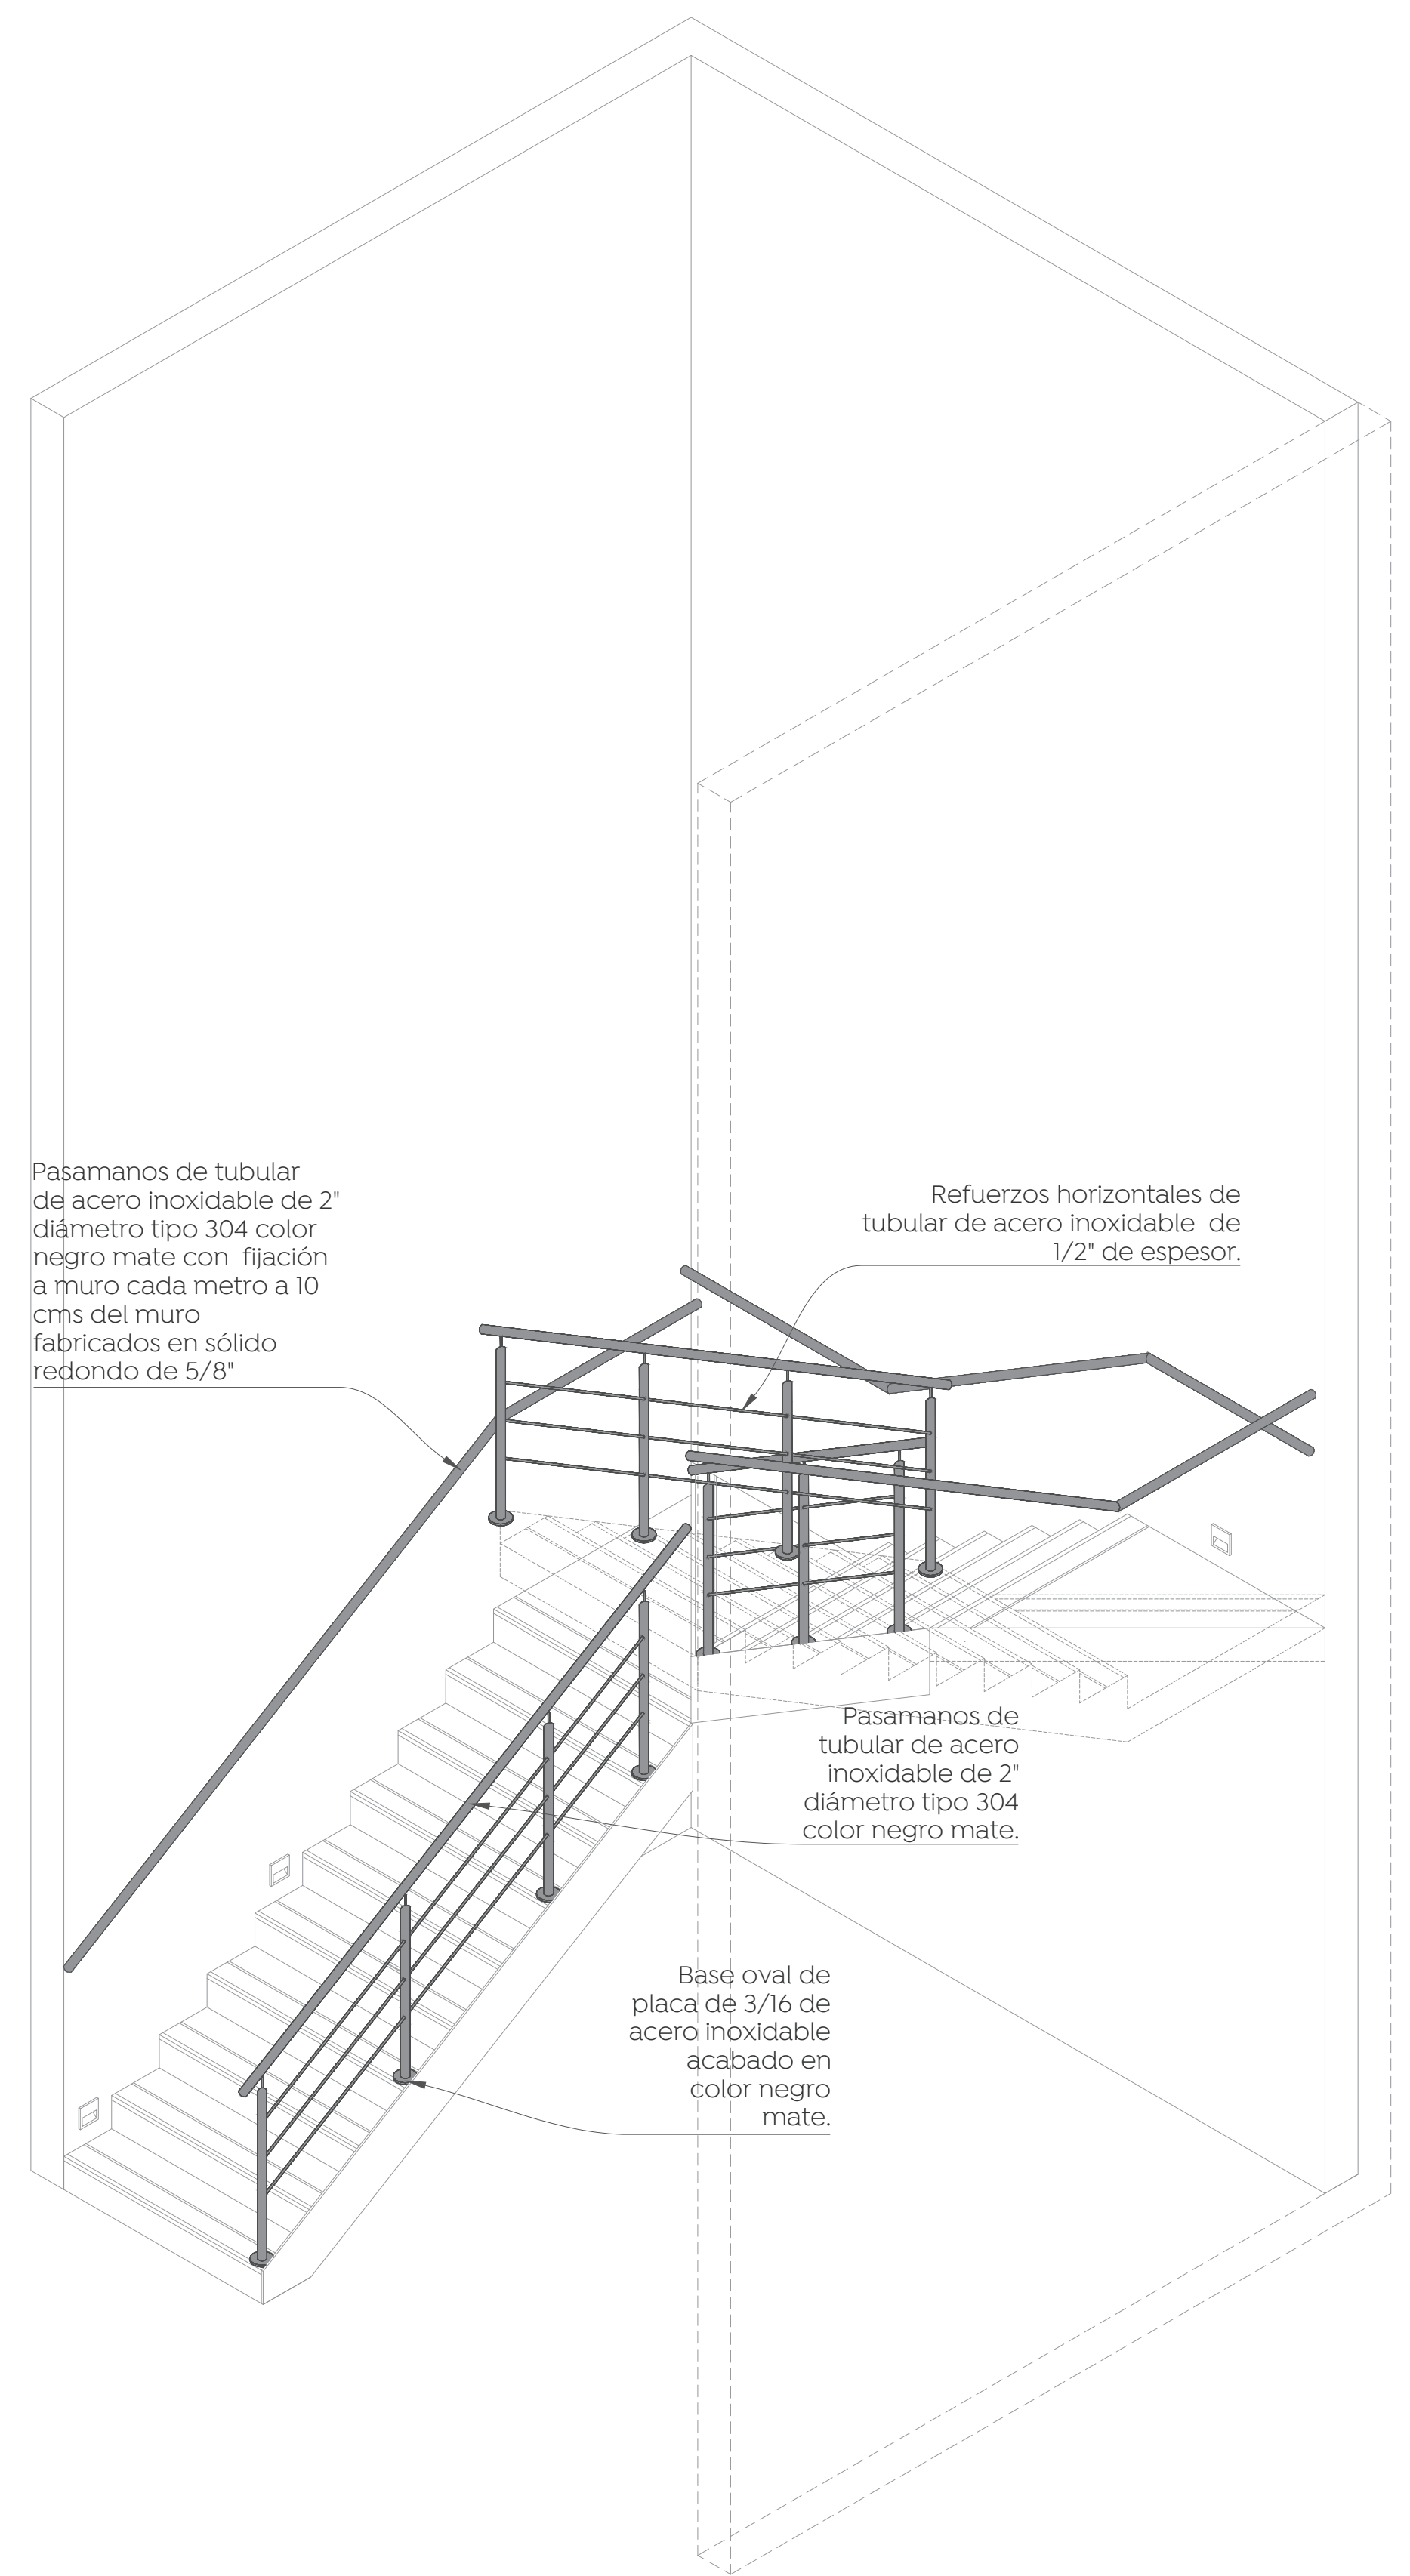 Pasamanos de tubular
de acero inoxidable de 2"
diámetro tipo 304 color
negro mate con fijación
a muro cada metro a 10
cms del muro
fabricados en sólido
redondo de 5/8"
Refuerzos horizontales de
tubular de acero inoxidable de
1/2" de espesor.
Pasamanos de
tubular de acero
inoxidable de 2"
diámetro tipo 304
color negro mate.
Base oval de
placa de 3/16 de
acero inoxidable
acabado en
color negro
mate.